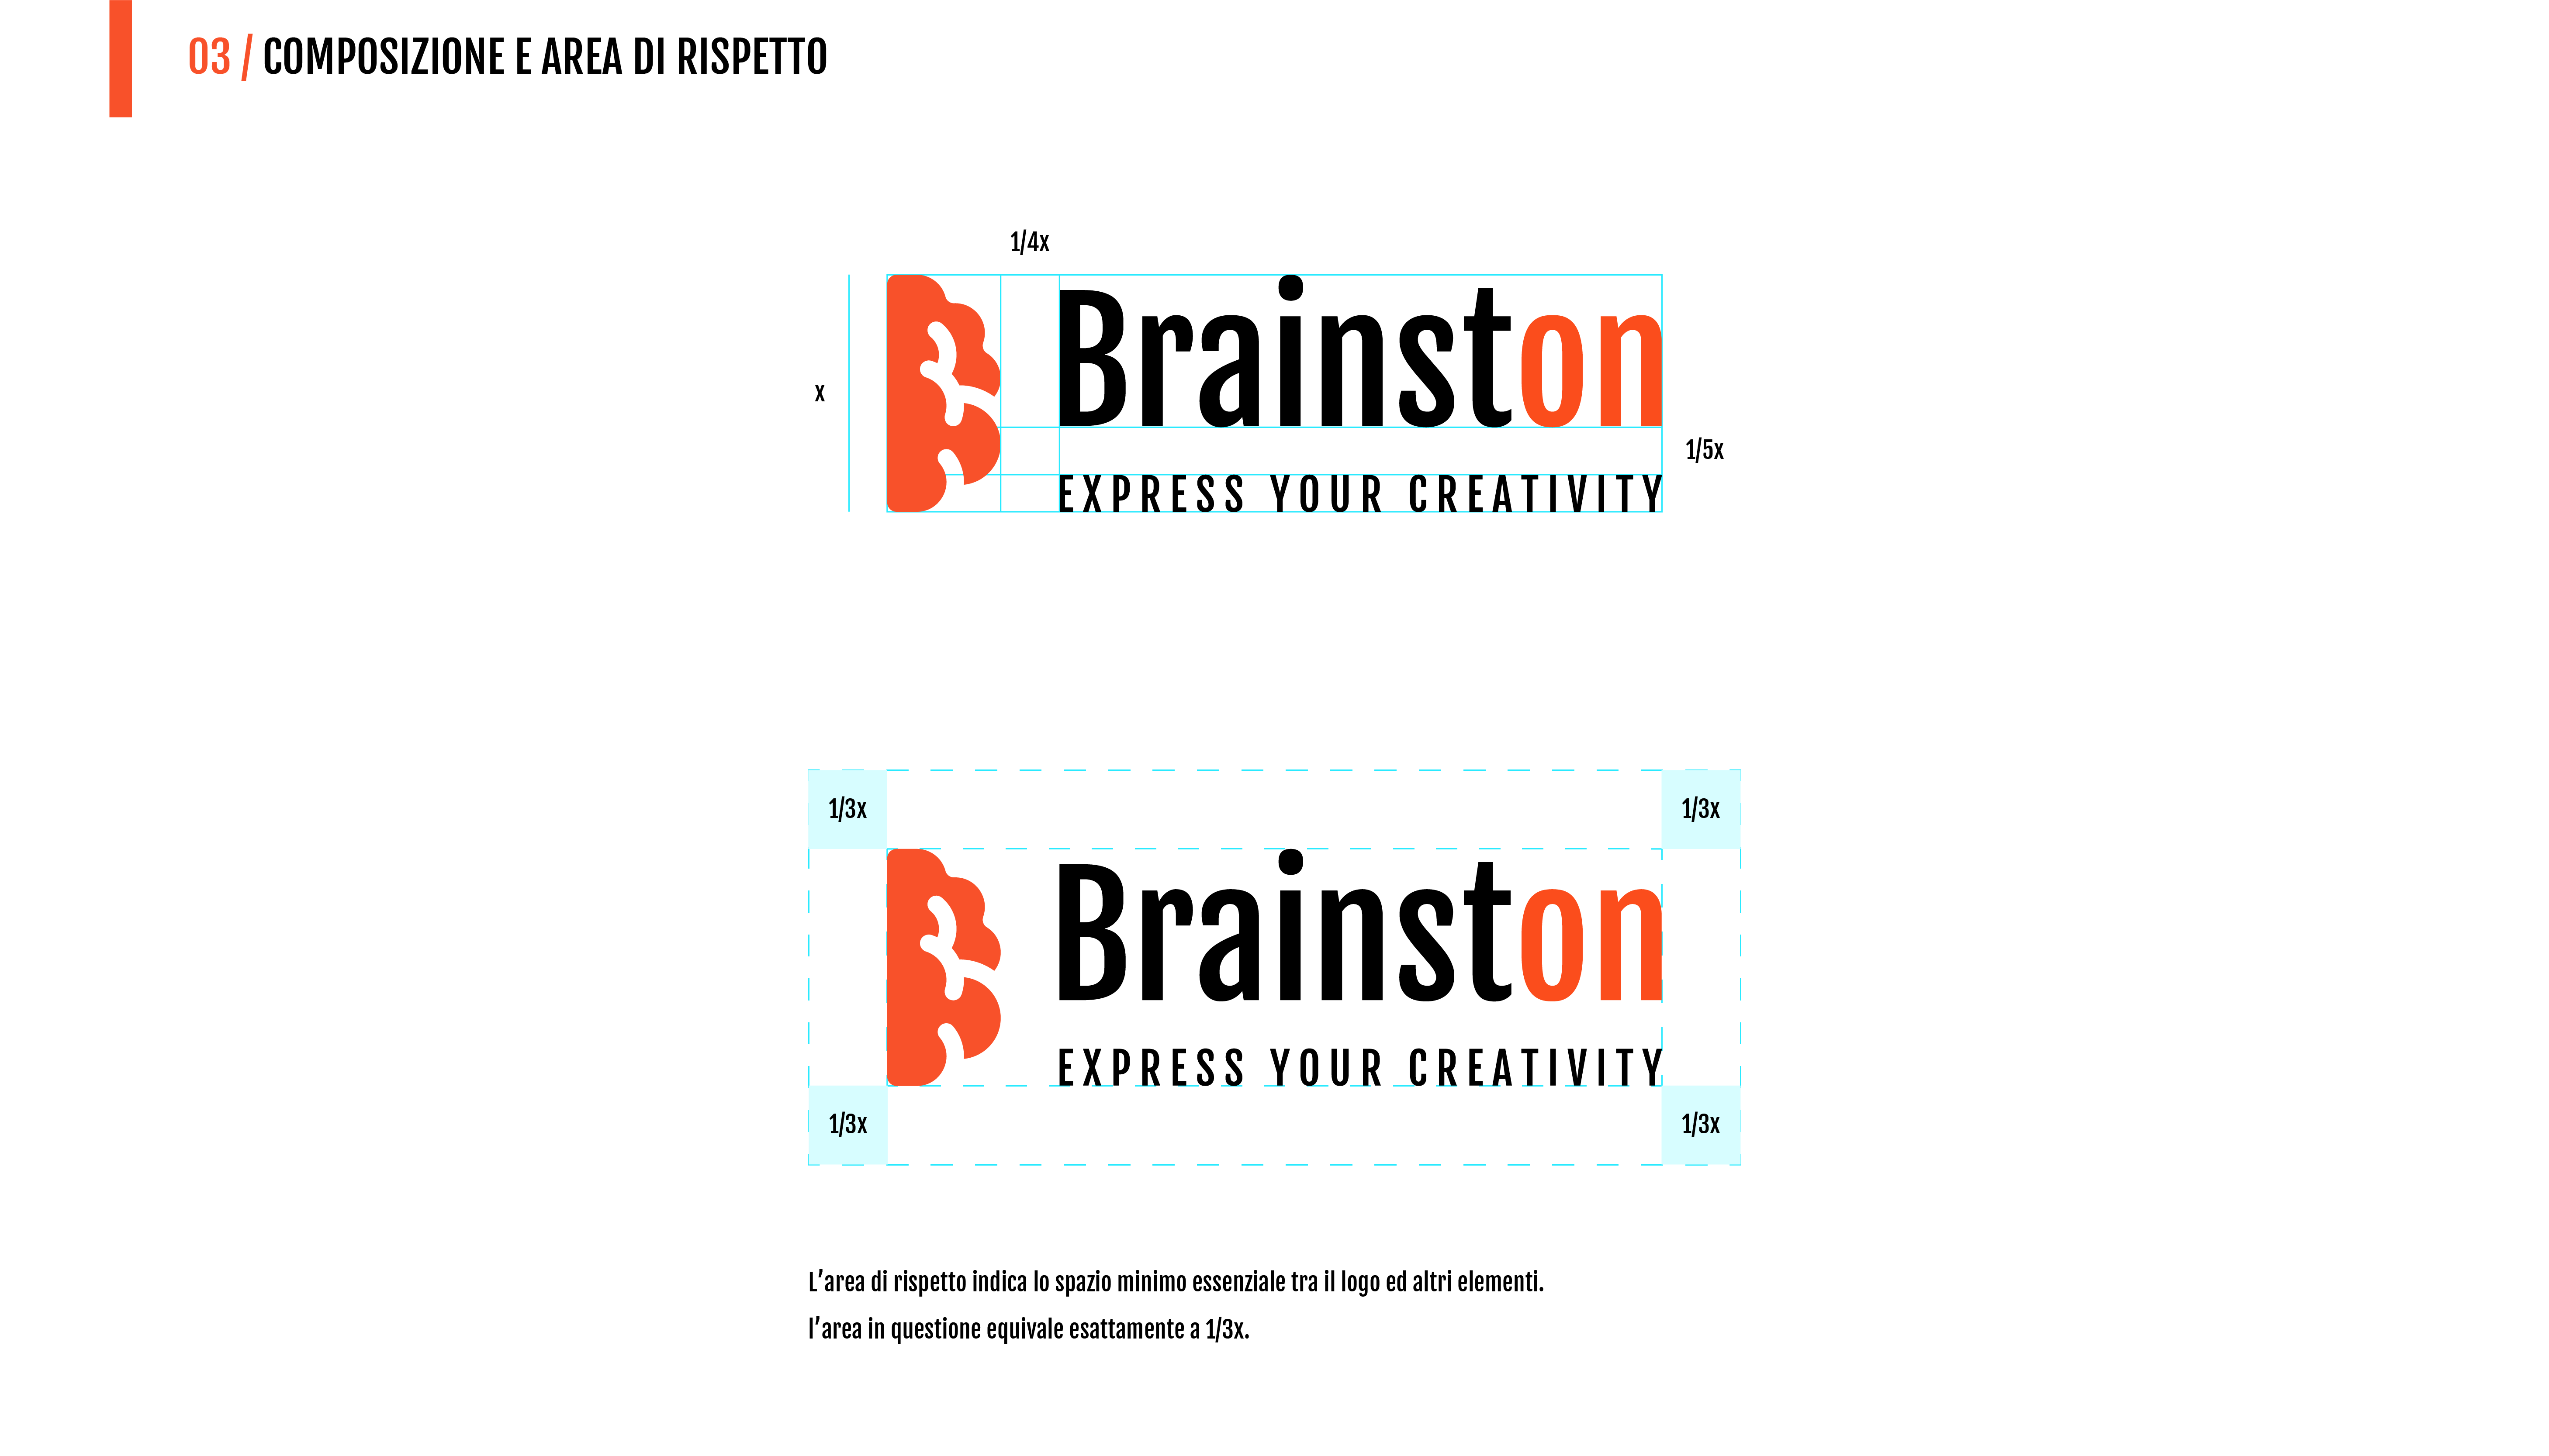 03 / COMPOSIZIONE E AREA DI RISPETTO
1/4x
x
Brainston
1/5x
EXPRESS YOUR CREATIVITY
1/3x
1/3x
Brainston
EXPRESS YOUR CREATIVITY
1/3x
1/3x
L’area di rispetto indica lo spazio minimo essenziale tra il logo ed altri elementi.
l’area in questione equivale esattamente a 1/3x.